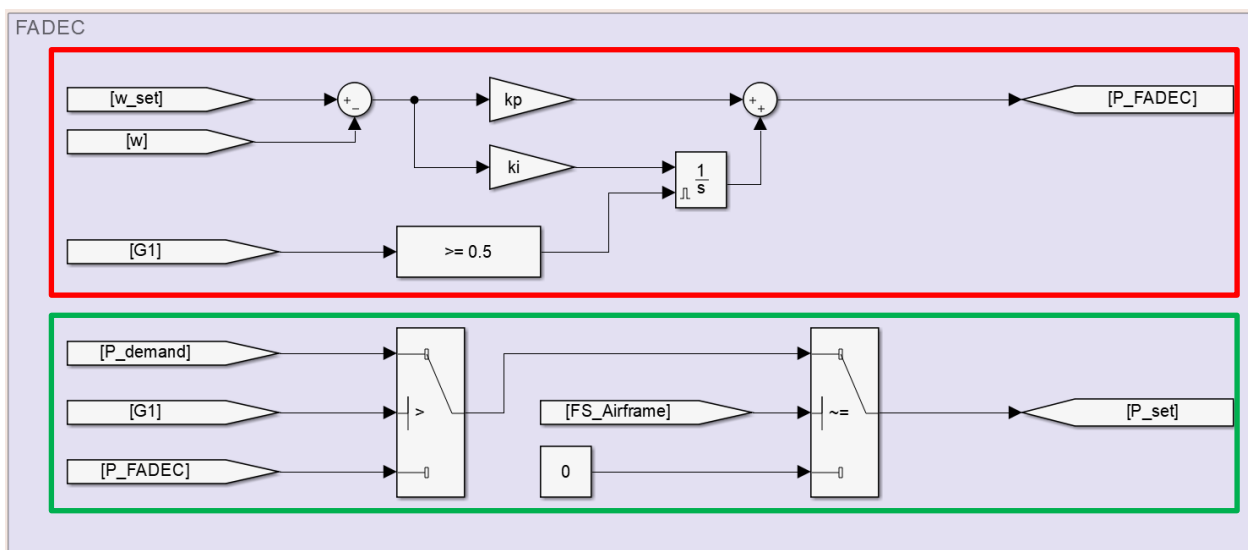 FADEC
[w_set]
+
−
kp
+
+
[P_FADEC]
[w]
ki
1
s
[G1]
>= 0.5
[P_demand]
[G1]
>
[FS_Airframe]
~=
[P_set]
[P_FADEC]
0